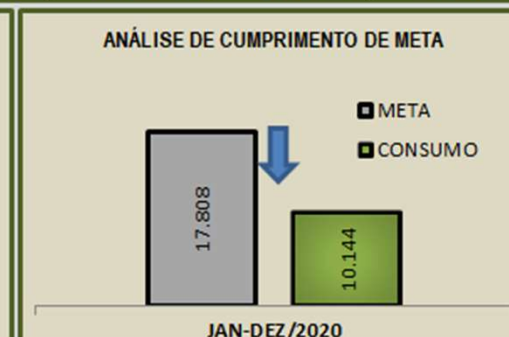 ANÁLISE DE CUMPRIMENTO DE META
META
CONSUMO
17.808
10.144
JAN-DEZ/2020